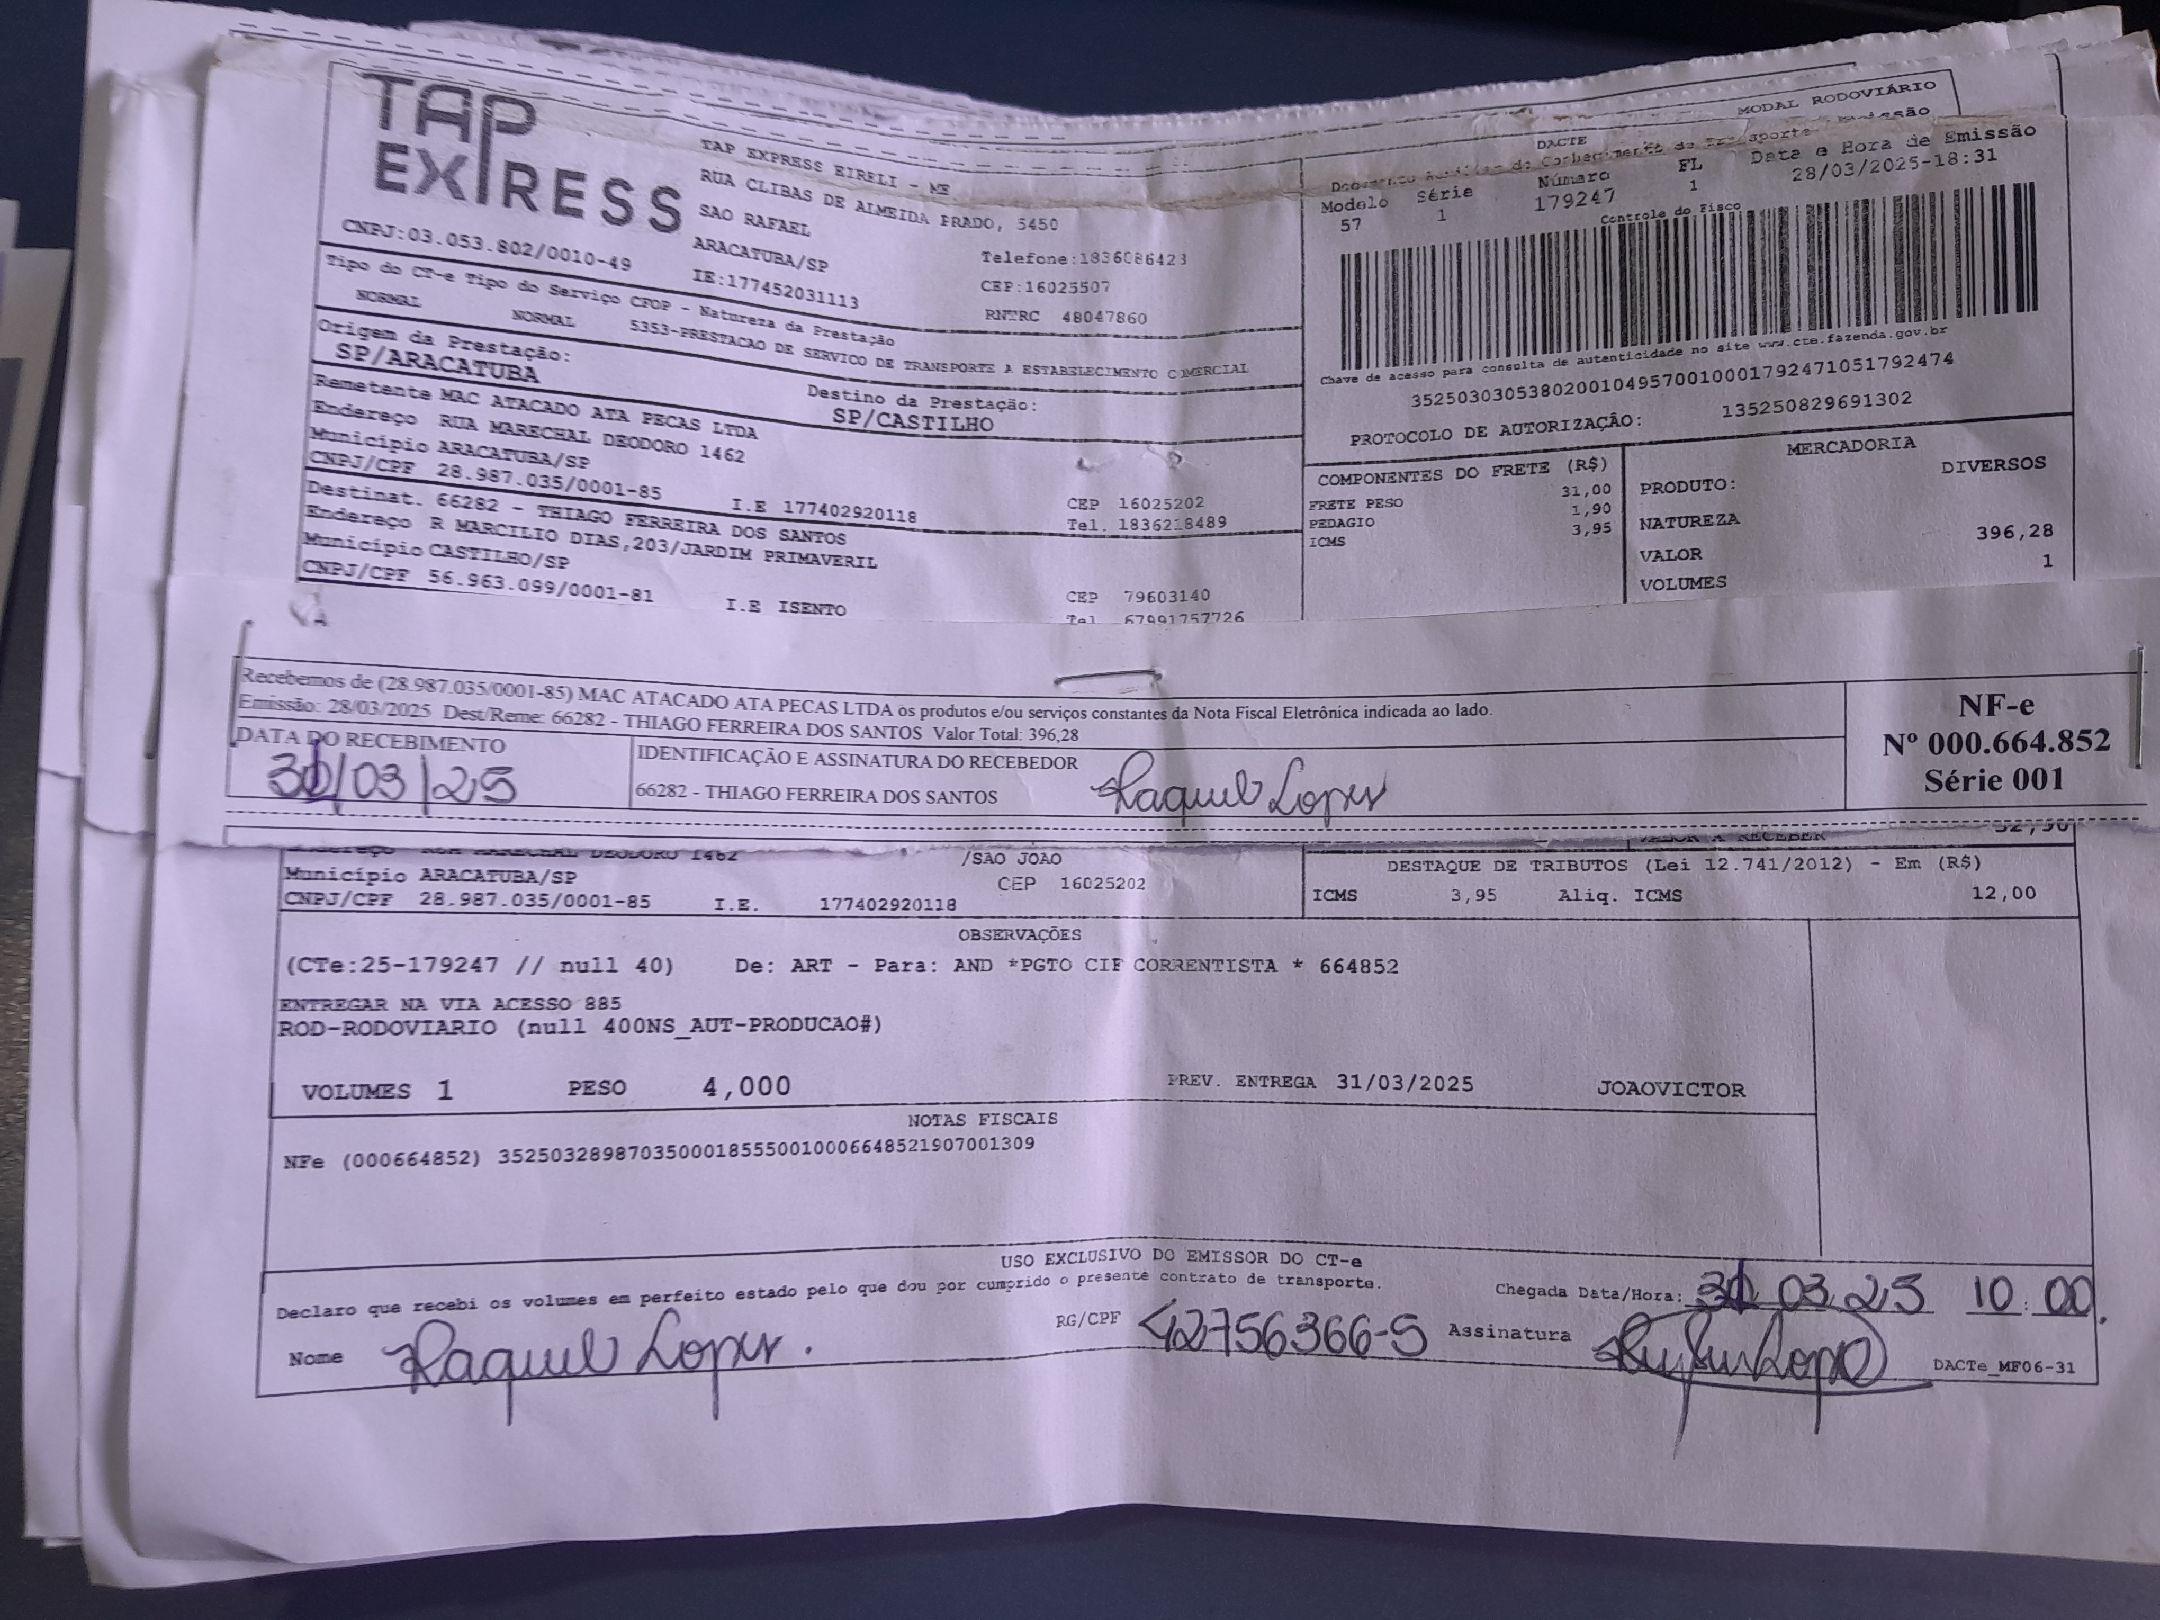 TAP
EXPRESS
TAP EXPRESS EIRELI - ME
RUA CLIBAS DE ALMEIDA PRADO, 5450
SAO RAFAEL
ARACATUBA/SP
Telefone:1836086423
CNPJ:03.053.802/0010-49
IE:177452031113
CEP:16025507
RNTRC 48047860
Tipo do CT-e Tipo do Serviço CFOP - Natureza da Prestação
NORMAL NORMAL 5353-PRESTACAO DE SERVICO DE TRANSPORTE A ESTABELECIMENTO COMERCIAL
Origem da Prestação:
SP/ARACATUBA
Destino da Prestação:
SP/CASTILHO
Remetente MAC ATACADO ATA PECAS LTDA
Endereço RUA MARECHAL DEODORO 1462
Município ARACATUBA/SP
CEP 16025202
CNPJ/CPF 28.987.035/0001-85 I.E 177402920118 Tel. 1836218489
Destinat. 66282 - THIAGO FERREIRA DOS SANTOS
Endereço R MARCILIO DIAS,203/JARDIM PRIMAVERIL
Município CASTILHO/SP
CEP 79603140
CNPJ/CPF 56.963.099/0001-81 I.E ISENTO Tel 67991757726
MODAL RODOVIÁRIO
DACTE
Modelo Série Número FL Data e Hora de Emissão
57 1 179247 1 28/03/2025-18:31
Controle do Fisco
Chave de acesso para consulta de autenticidade no site www.cte.fazenda.gov.br
35250303053802001049570010001792471051792474
PROTOCOLO DE AUTORIZAÇÃO: 135250829691302
COMPONENTES DO FRETE (R$)
FRETE PESO 31,00
PEDAGIO 1,90
ICMS 3,95
MERCADORIA
PRODUTO: DIVERSOS
NATUREZA
VALOR 396,28
VOLUMES 1
Recebemos de (28.987.035/0001-85) MAC ATACADO ATA PECAS LTDA os produtos e/ou serviços constantes da Nota Fiscal Eletrônica indicada ao lado.
Emissão: 28/03/2025 Dest/Reme: 66282 - THIAGO FERREIRA DOS SANTOS Valor Total: 396,28
DATA DO RECEBIMENTO
31/03/25
IDENTIFICAÇÃO E ASSINATURA DO RECEBEDOR
66282 - THIAGO FERREIRA DOS SANTOS Raquel Lopes
NF-e
Nº 000.664.852
Série 001
/SAO JOAO
Município ARACATUBA/SP CEP 16025202
CNPJ/CPF 28.987.035/0001-85 I.E. 177402920118
DESTAQUE DE TRIBUTOS (Lei 12.741/2012) - Em (R$)
ICMS 3,95 Aliq. ICMS 12,00
OBSERVAÇÕES
(CTe:25-179247 // null 40) De: ART - Para: AND *PGTO CIF CORRENTISTA * 664852
ENTREGAR NA VIA ACESSO 885
ROD-RODOVIARIO (null 400NS_AUT-PRODUCAO#)
VOLUMES 1 PESO 4,000 PREV. ENTREGA 31/03/2025 JOAOVICTOR
NOTAS FISCAIS
NFe (000664852) 35250328987035000185550010006648521907001309
USO EXCLUSIVO DO EMISSOR DO CT-e
Declaro que recebi os volumes em perfeito estado pelo que dou por cumprido o presente contrato de transporte.
Chegada Data/Hora: 31 03 25 10:00
Nome Raquel Lopes. RG/CPF 42756366-5 Assinatura
DACTe_MF06-31